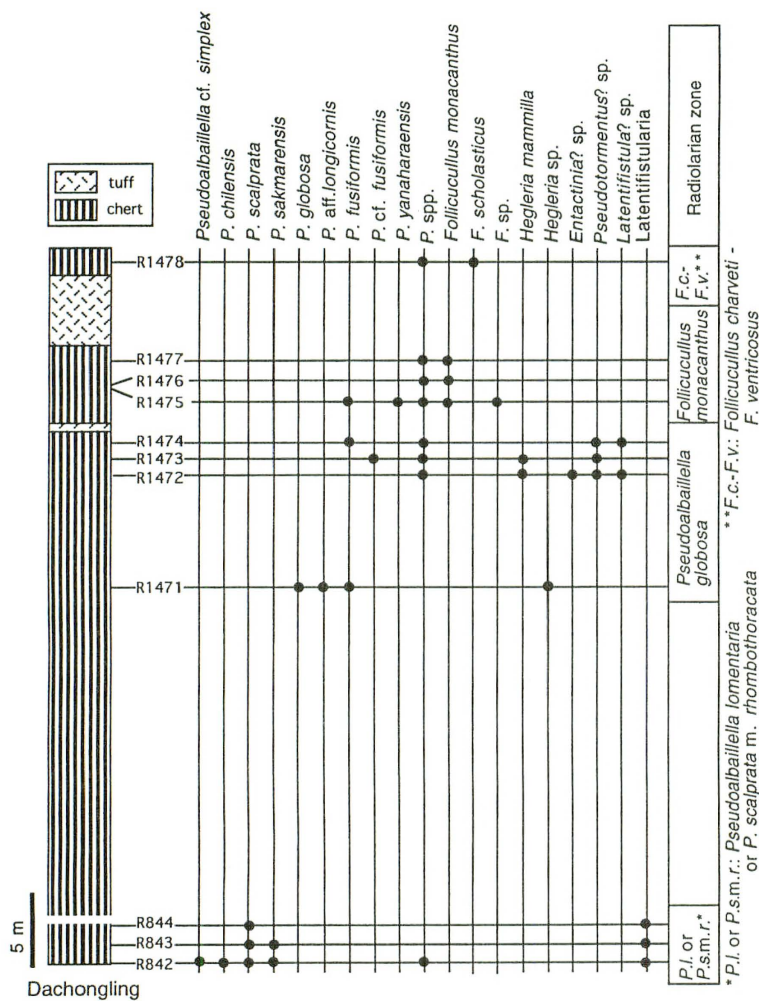 tuff
chert
Pseudoalbaillella cf. simplex
P. chilensis
P. scalprata
P. sakmarensis
P. globosa
P. aff.longicornis
P. fusiformis
P. cf. fusiformis
P. yanaharaensis
P. spp.
Follicucullus monacanthus
F. scholasticus
F. sp.
Hegleria mammilla
Hegleria sp.
Entactinia? sp.
Pseudotormentus? sp.
Latentifistula? sp.
Latentifistularia
Radiolarian zone
R1478
R1477
R1476
R1475
R1474
R1473
R1472
R1471
R844
R843
R842
F.c.-
F.v.**
Follicucullus
monacanthus
Pseudoalbaillella
globosa
P.l. or
P.s.m.r.*
5 m
Dachongling
*P.l. or P.s.m.r.: Pseudoalbaillella lomentaria
or P. scalprata m. rhombothoracata
**F.c.-F.v.: Follicucullus charveti -
F. ventricosus